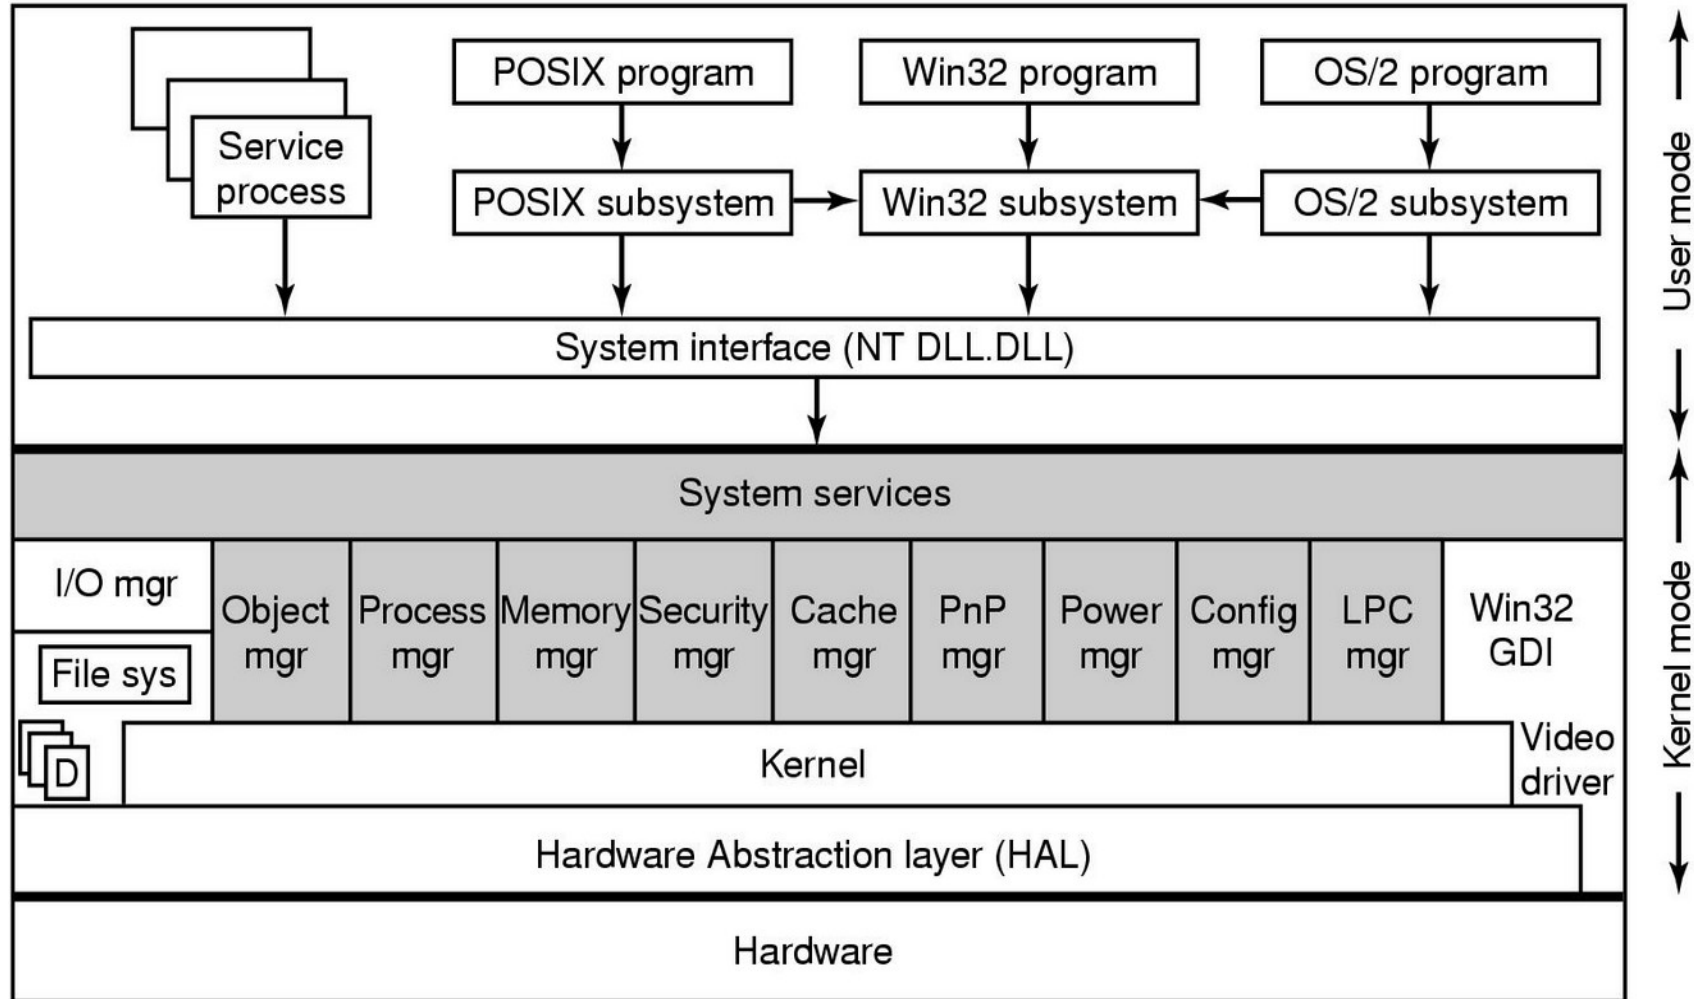 POSIX program
Win32 program
OS/2 program
Service
process
POSIX subsystem
Win32 subsystem
OS/2 subsystem
System interface (NT DLL.DLL)
User mode
System services
I/O mgr
File sys
D
Object
mgr
Process
mgr
Memory
mgr
Security
mgr
Cache
mgr
PnP
mgr
Power
mgr
Config
mgr
LPC
mgr
Win32
GDI
Video
driver
Kernel
Hardware Abstraction layer (HAL)
Kernel mode
Hardware